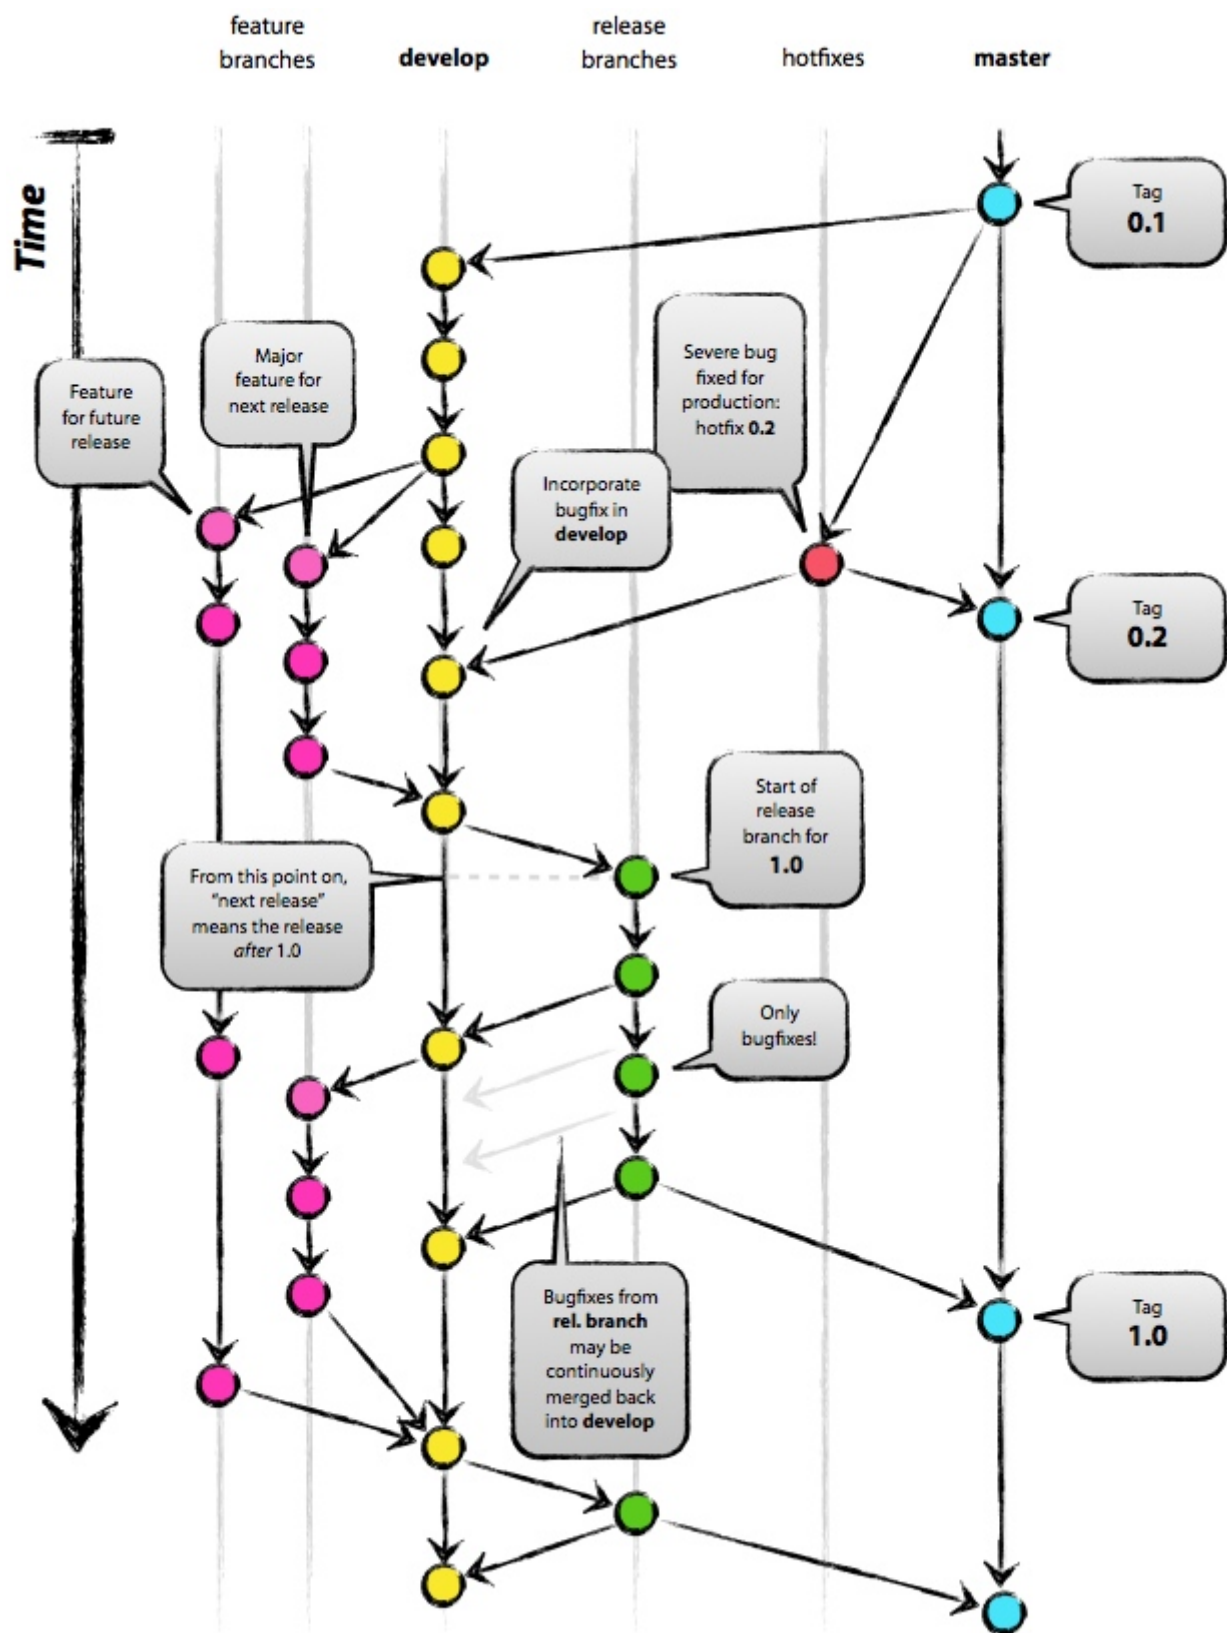 feature
branches
develop
release
branches
hotfixes
master
Time
Tag
0.1
Major
feature for
next release
Feature
for future
release
Severe bug
fixed for
production:
hotfix 0.2
Incorporate
bugfix in
develop
Tag
0.2
Start of
release
branch for
1.0
From this point on,
“next release”
means the release
after 1.0
Only
bugfixes!
Bugfixes from
rel. branch
may be
continuously
merged back
into develop
Tag
1.0